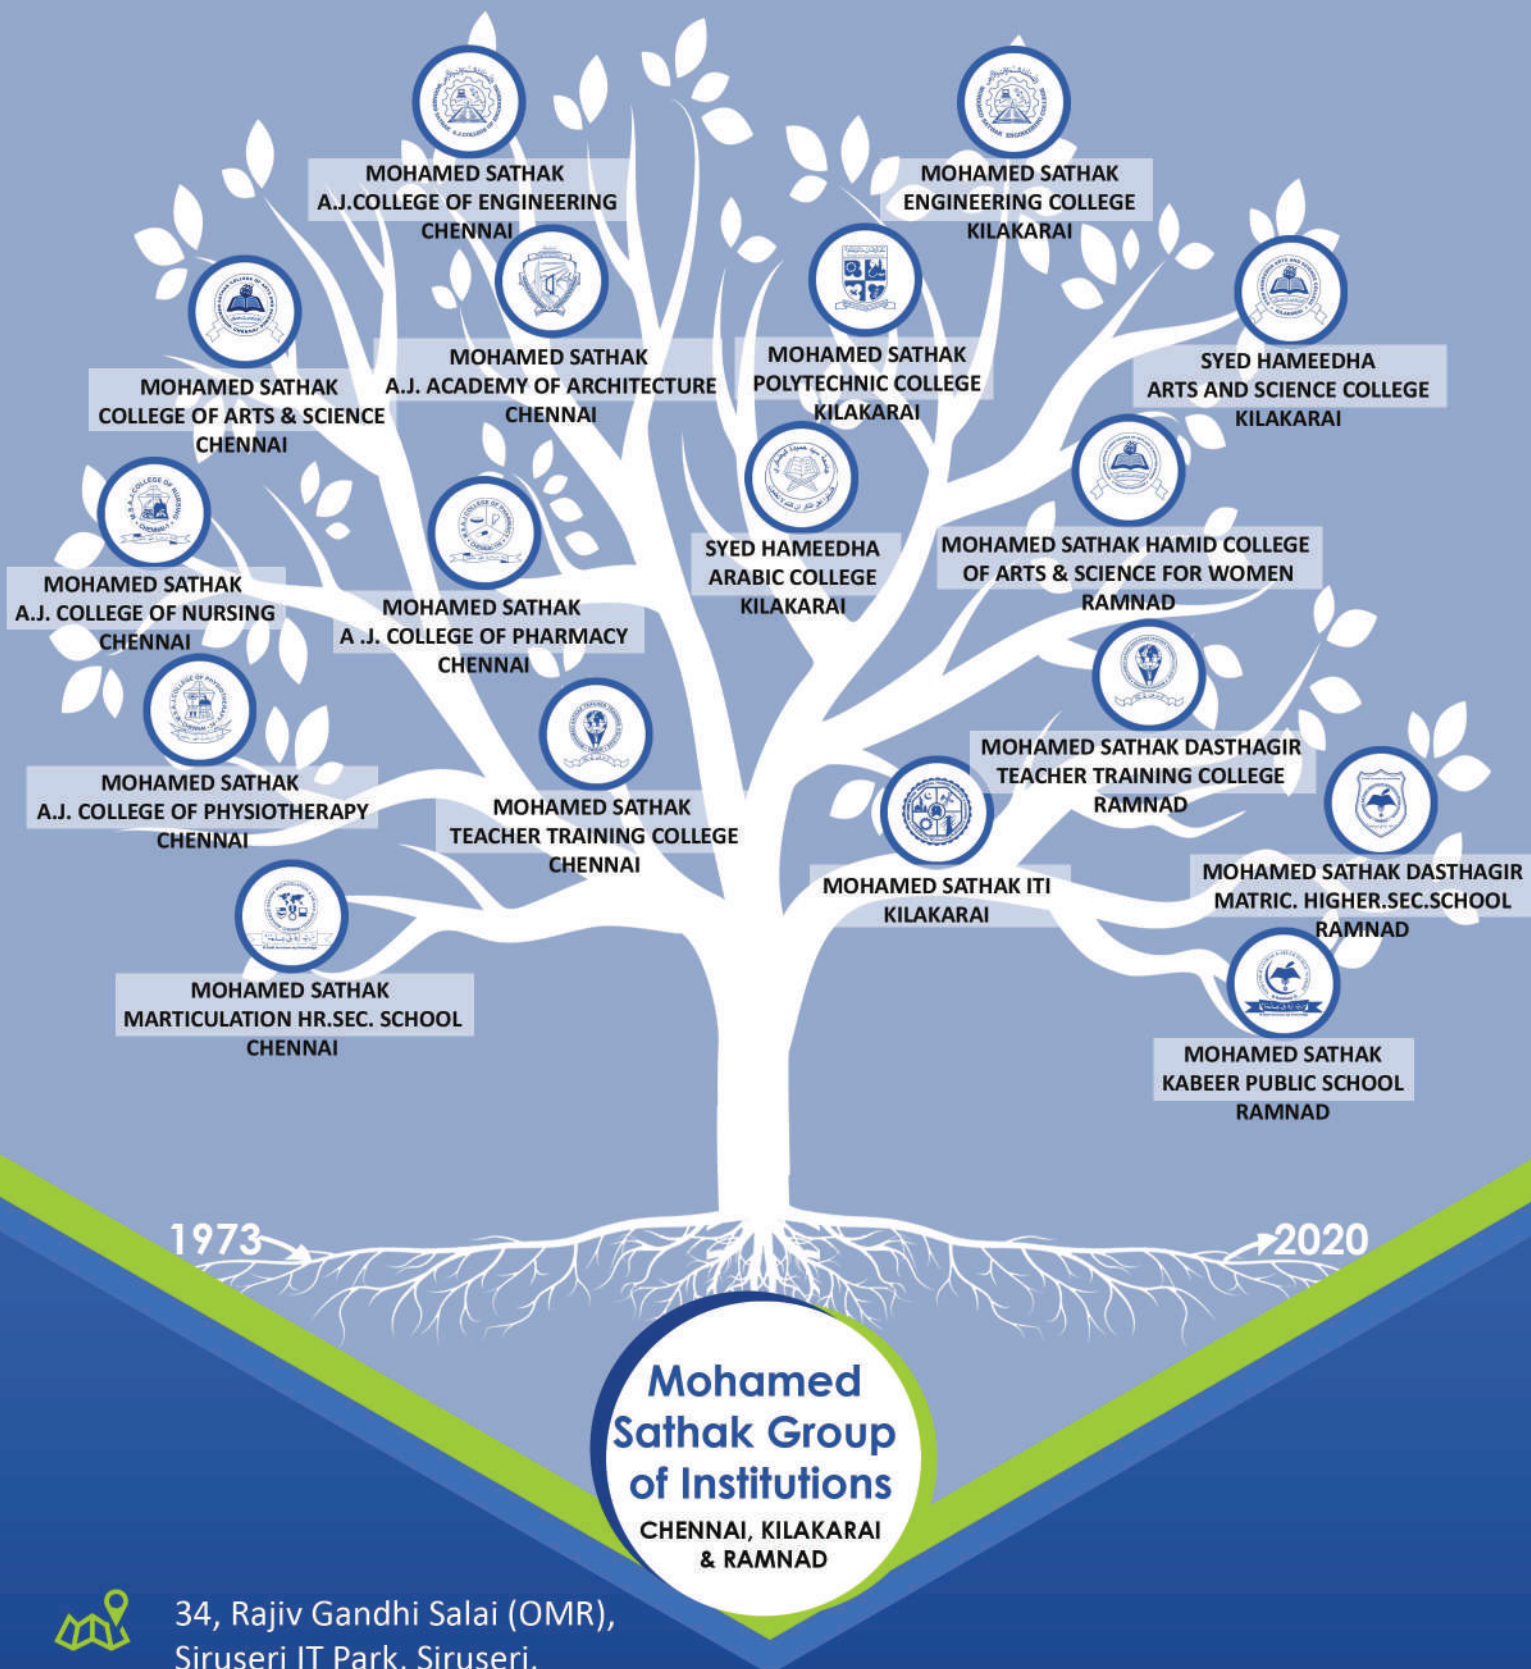 MOHAMED SATHAK
A.J.COLLEGE OF ENGINEERING
CHENNAI
MOHAMED SATHAK
ENGINEERING COLLEGE
KILAKARAI
MOHAMED SATHAK
COLLEGE OF ARTS & SCIENCE
CHENNAI
MOHAMED SATHAK
A.J. ACADEMY OF ARCHITECTURE
CHENNAI
MOHAMED SATHAK
POLYTECHNIC COLLEGE
KILAKARAI
SYED HAMEEDHA
ARTS AND SCIENCE COLLEGE
KILAKARAI
MOHAMED SATHAK
A.J. COLLEGE OF NURSING
CHENNAI
MOHAMED SATHAK
A .J. COLLEGE OF PHARMACY
CHENNAI
SYED HAMEEDHA
ARABIC COLLEGE
KILAKARAI
MOHAMED SATHAK HAMID COLLEGE
OF ARTS & SCIENCE FOR WOMEN
RAMNAD
MOHAMED SATHAK
A.J. COLLEGE OF PHYSIOTHERAPY
CHENNAI
MOHAMED SATHAK
TEACHER TRAINING COLLEGE
CHENNAI
MOHAMED SATHAK DASTHAGIR
TEACHER TRAINING COLLEGE
RAMNAD
MOHAMED SATHAK ITI
KILAKARAI
MOHAMED SATHAK DASTHAGIR
MATRIC. HIGHER.SEC.SCHOOL
RAMNAD
MOHAMED SATHAK
MARTICULATION HR.SEC. SCHOOL
CHENNAI
MOHAMED SATHAK
KABEER PUBLIC SCHOOL
RAMNAD
1973
2020
Mohamed
Sathak Group
of Institutions
CHENNAI, KILAKARAI
& RAMNAD
34, Rajiv Gandhi Salai (OMR),
Siruseri IT Park, Siruseri,